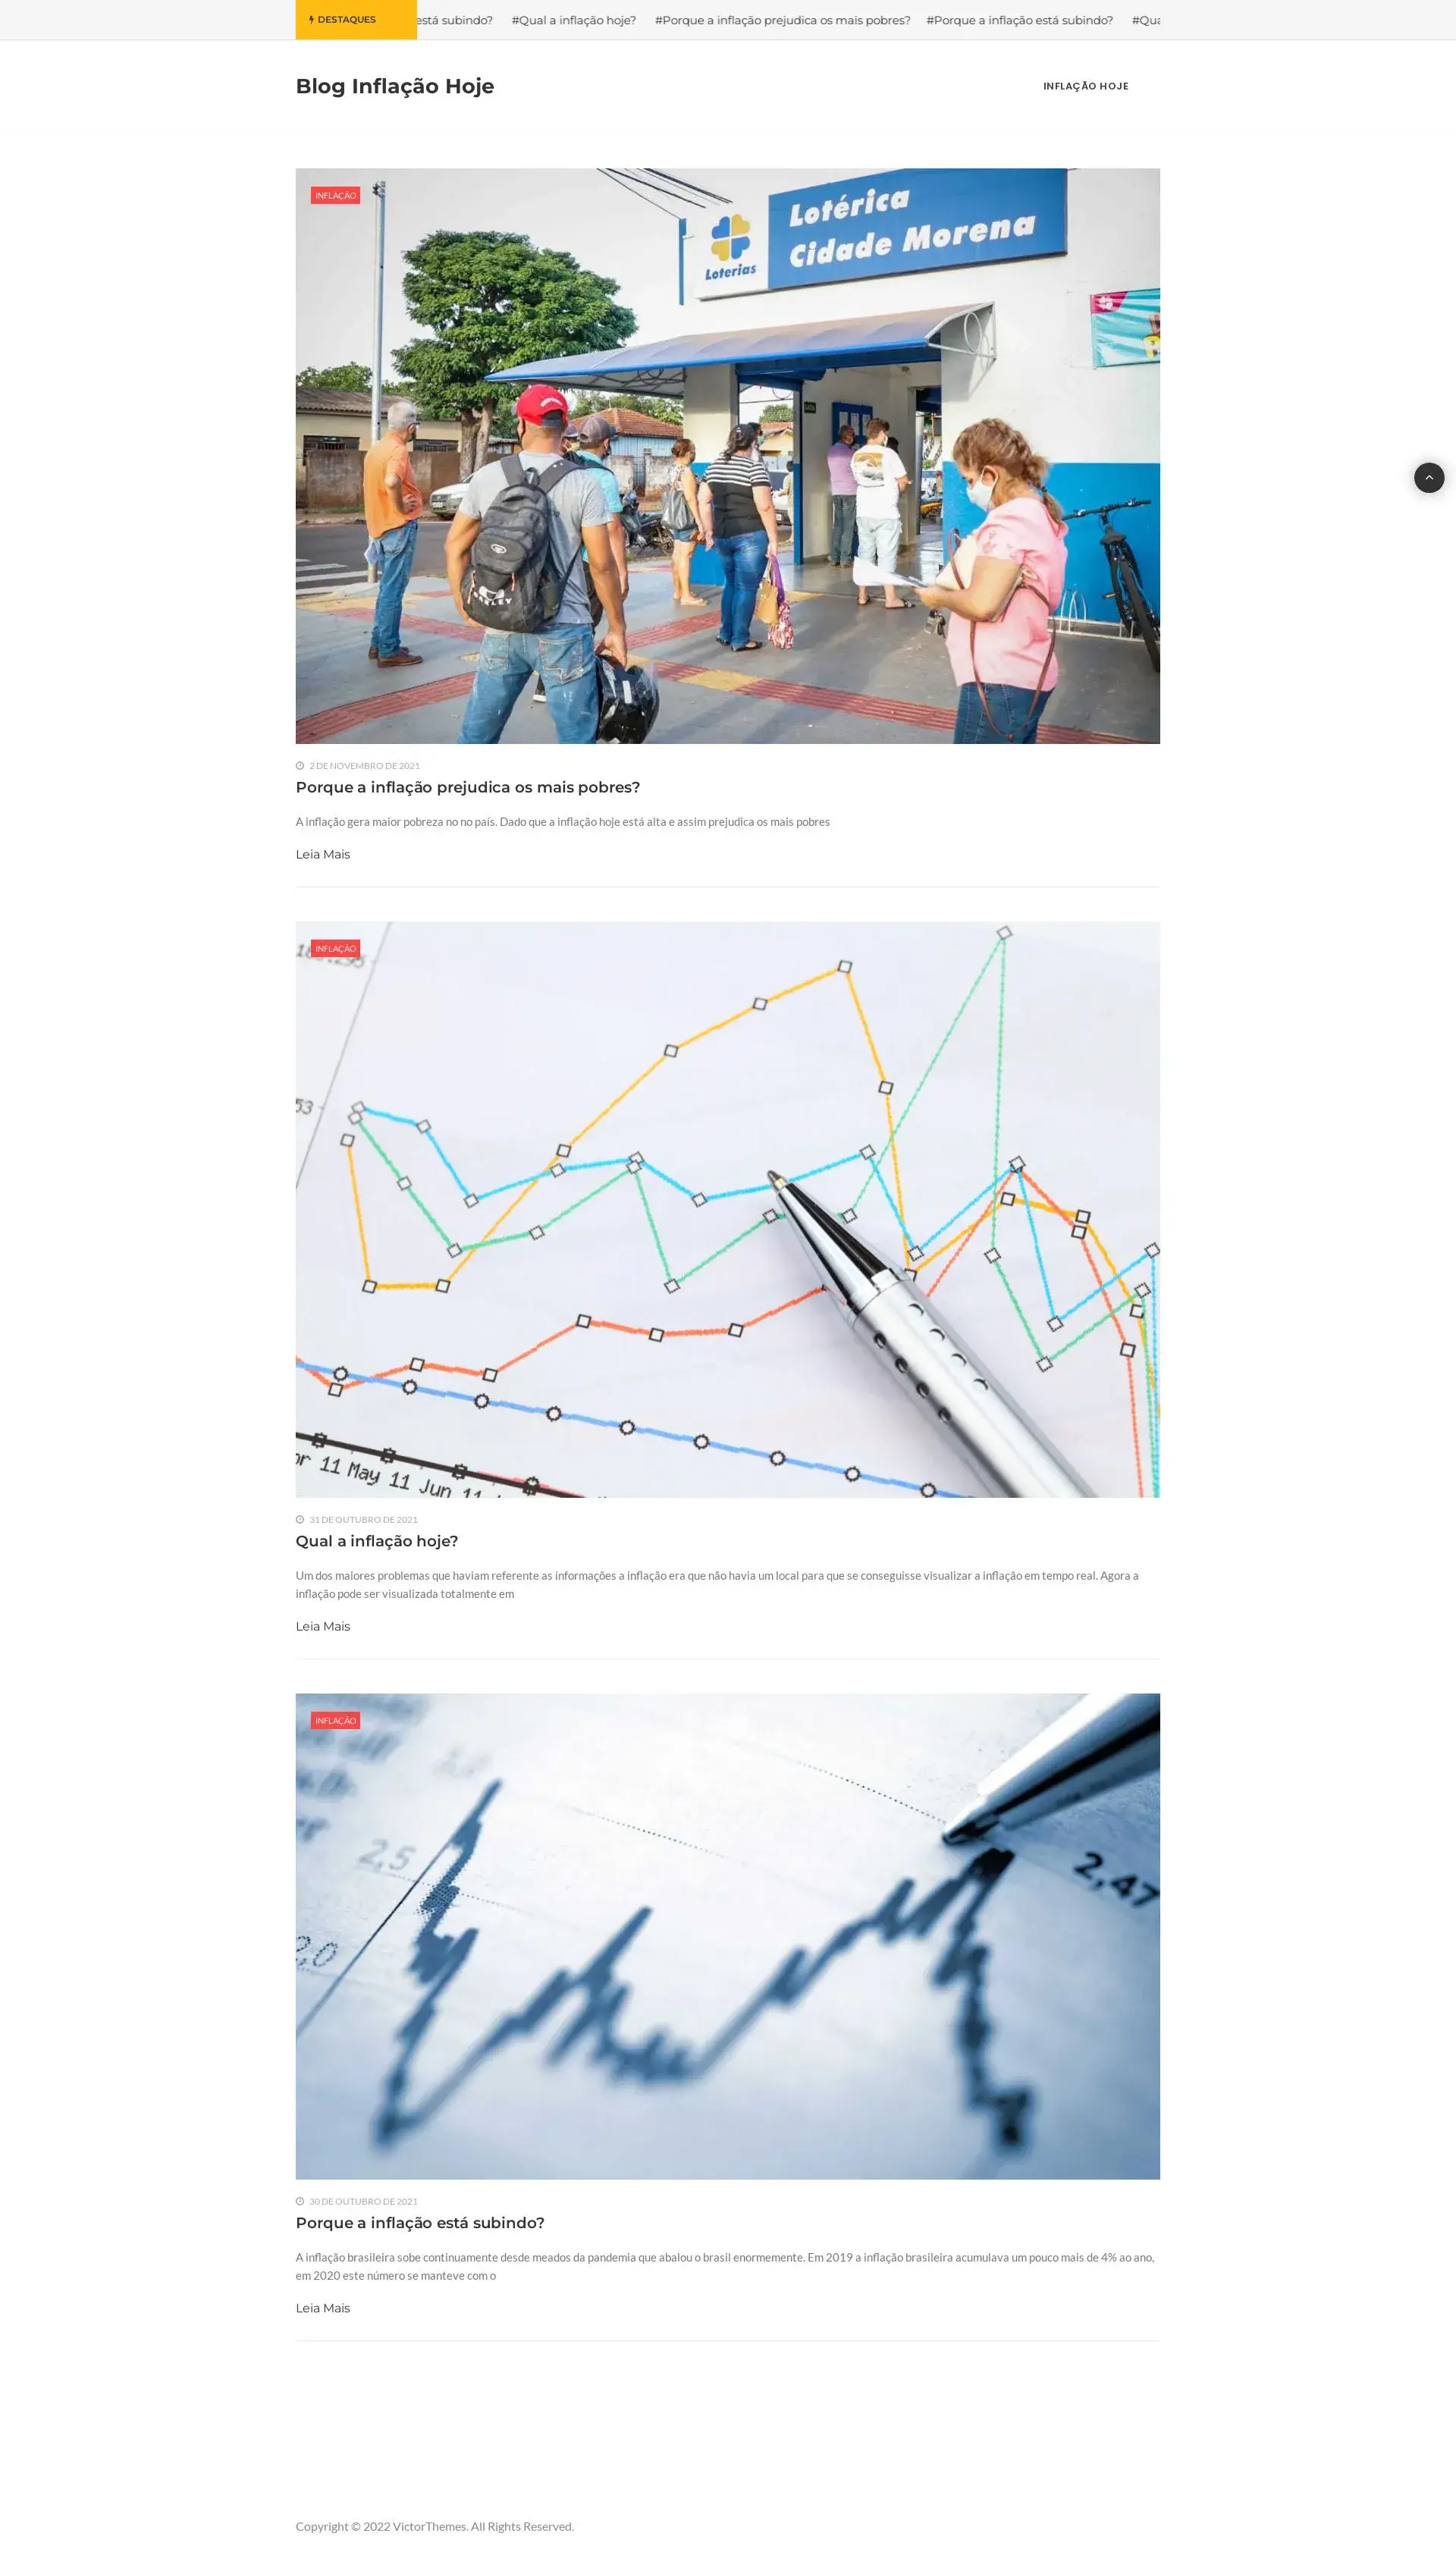 DESTAQUES
está subindo? #Qual a inflação hoje? #Porque a inflação prejudica os mais pobres? #Porque a inflação está subindo?
Blog Inflação Hoje
INFLAÇÃO HOJE
INFLAÇÃO
Lotérica
Cidade Morena
Loterias
2 DE NOVEMBRO DE 2021
Porque a inflação prejudica os mais pobres?
A inflação gera maior pobreza no no país. Dado que a inflação hoje está alta e assim prejudica os mais pobres
Leia Mais
INFLAÇÃO
53
11 May 11 Jun 11
31 DE OUTUBRO DE 2021
Qual a inflação hoje?
Um dos maiores problemas que haviam referente as informações a inflação era que não havia um local para que se conseguisse visualizar a inflação em tempo real. Agora a
inflação pode ser visualizada totalmente em
Leia Mais
INFLAÇÃO
2,5
2,47
2,0
30 DE OUTUBRO DE 2021
Porque a inflação está subindo?
A inflação brasileira sobe continuamente desde meados da pandemia que abalou o brasil enormemente. Em 2019 a inflação brasileira acumulava um pouco mais de 4% ao ano,
em 2020 este número se manteve com o
Leia Mais
Copyright © 2022 VictorThemes. All Rights Reserved.